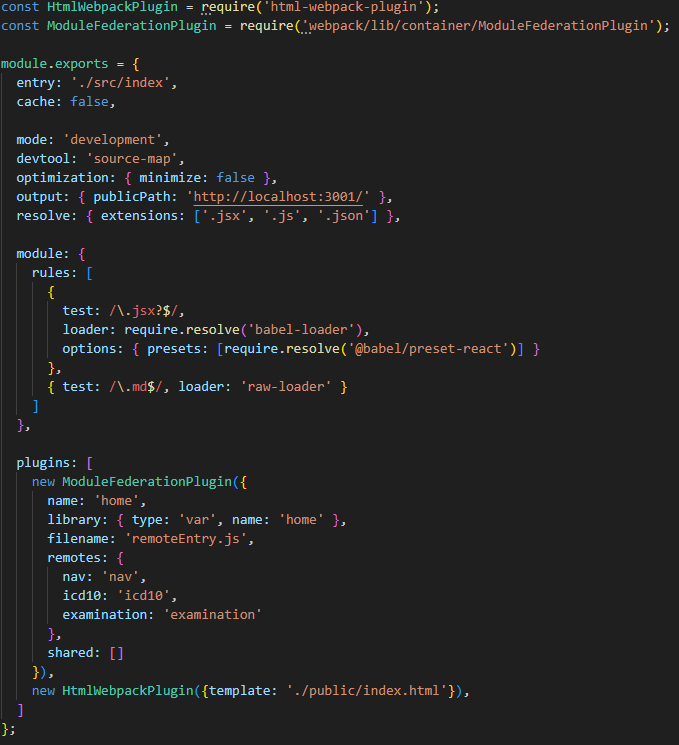 const HtmlWebpackPlugin = require('html-webpack-plugin');
const ModuleFederationPlugin = require('webpack/lib/container/ModuleFederationPlugin');

module.exports = {
  entry: './src/index',
  cache: false,

  mode: 'development',
  devtool: 'source-map',
  optimization: { minimize: false },
  output: { publicPath: 'http://localhost:3001/' },
  resolve: { extensions: ['.jsx', '.js', '.json'] },

  module: {
    rules: [
      {
        test: /\.jsx?$/,
        loader: require.resolve('babel-loader'),
        options: { presets: [require.resolve('@babel/preset-react')] }
      },
      { test: /\.md$/, loader: 'raw-loader' }
    ]
  },

  plugins: [
    new ModuleFederationPlugin({
      name: 'home',
      library: { type: 'var', name: 'home' },
      filename: 'remoteEntry.js',
      remotes: {
        nav: 'nav',
        icd10: 'icd10',
        examination: 'examination'
      },
      shared: []
    }),
    new HtmlWebpackPlugin({template: './public/index.html'}),
  ]
};